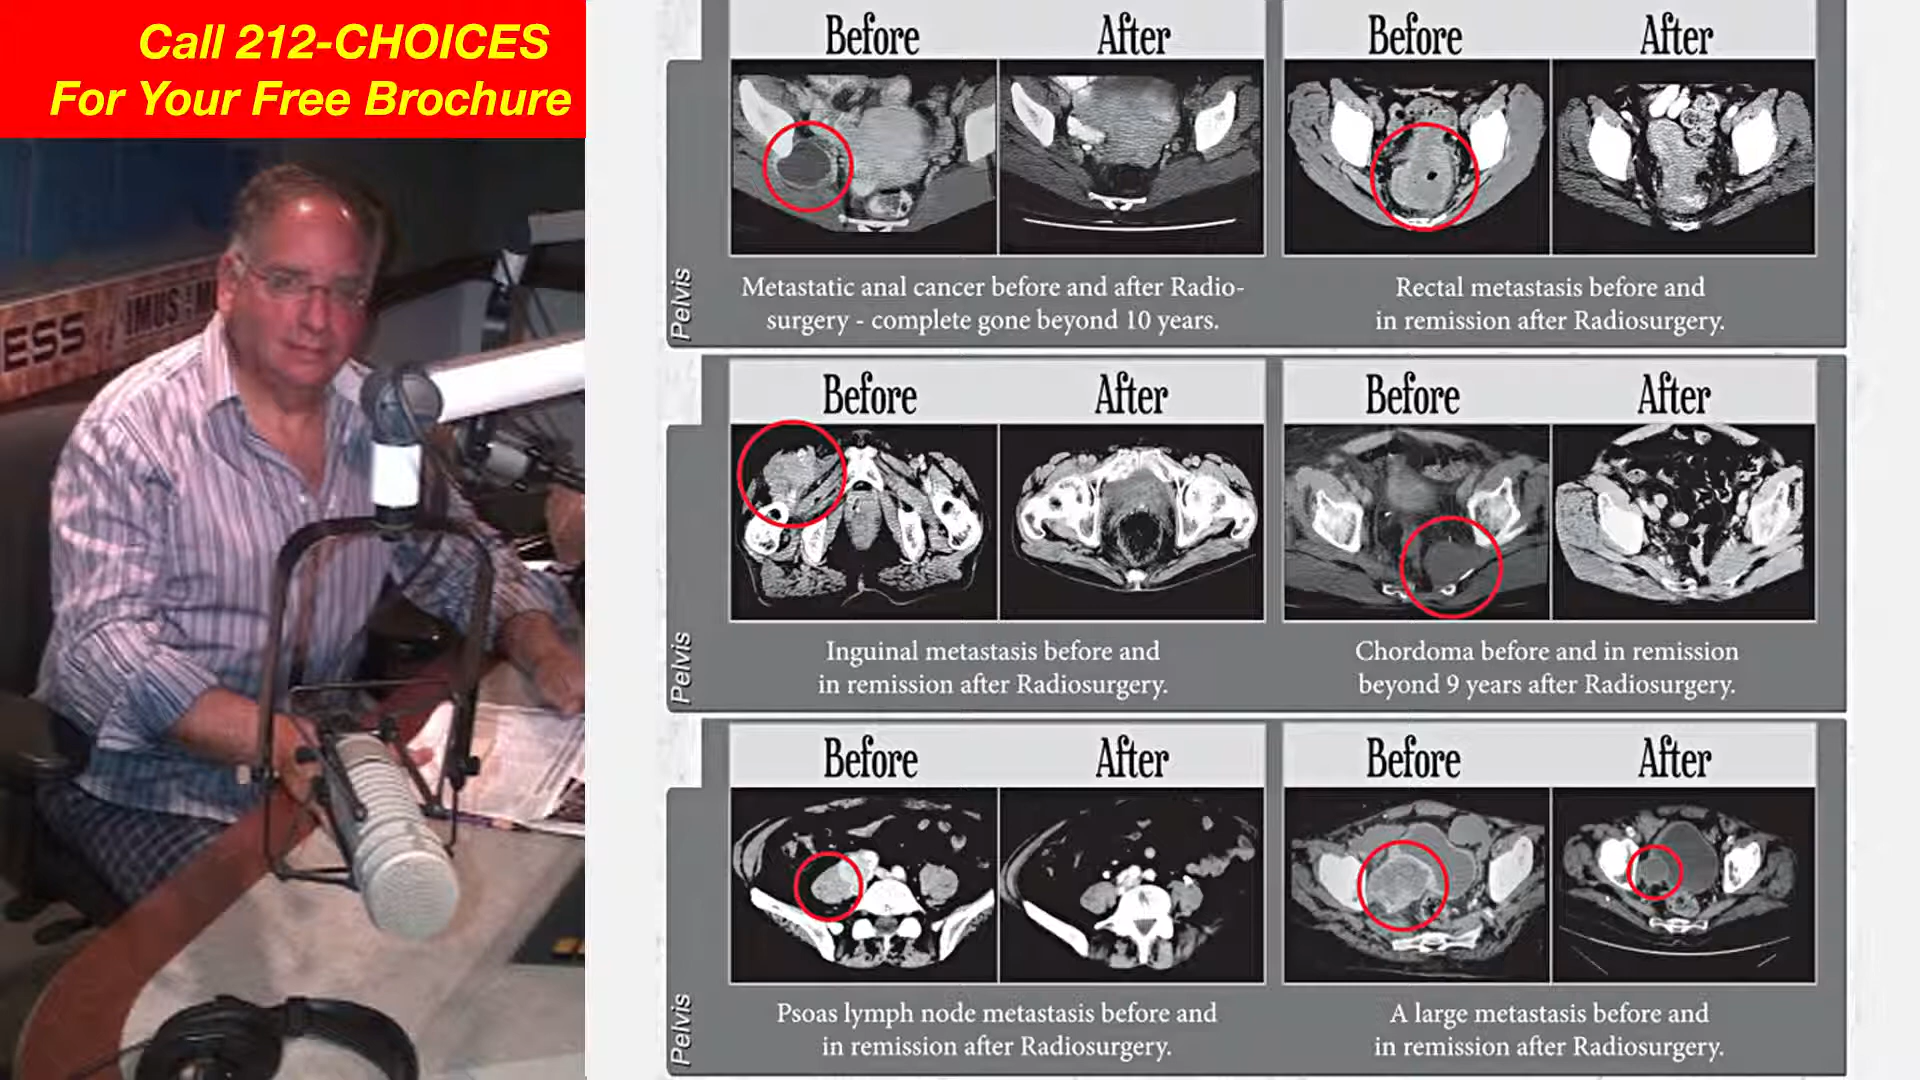 Call 212-CHOICES
For Your Free Brochure
ESS
IMUS
Before After
Before After
Pelvis
Metastatic anal cancer before and after Radio-
surgery - complete gone beyond 10 years.
Rectal metastasis before and
in remission after Radiosurgery.
Before After
Before After
Pelvis
Inguinal metastasis before and
in remission after Radiosurgery.
Chordoma before and in remission
beyond 9 years after Radiosurgery.
Before After
Before After
Pelvis
Psoas lymph node metastasis before and
in remission after Radiosurgery.
A large metastasis before and
in remission after Radiosurgery.